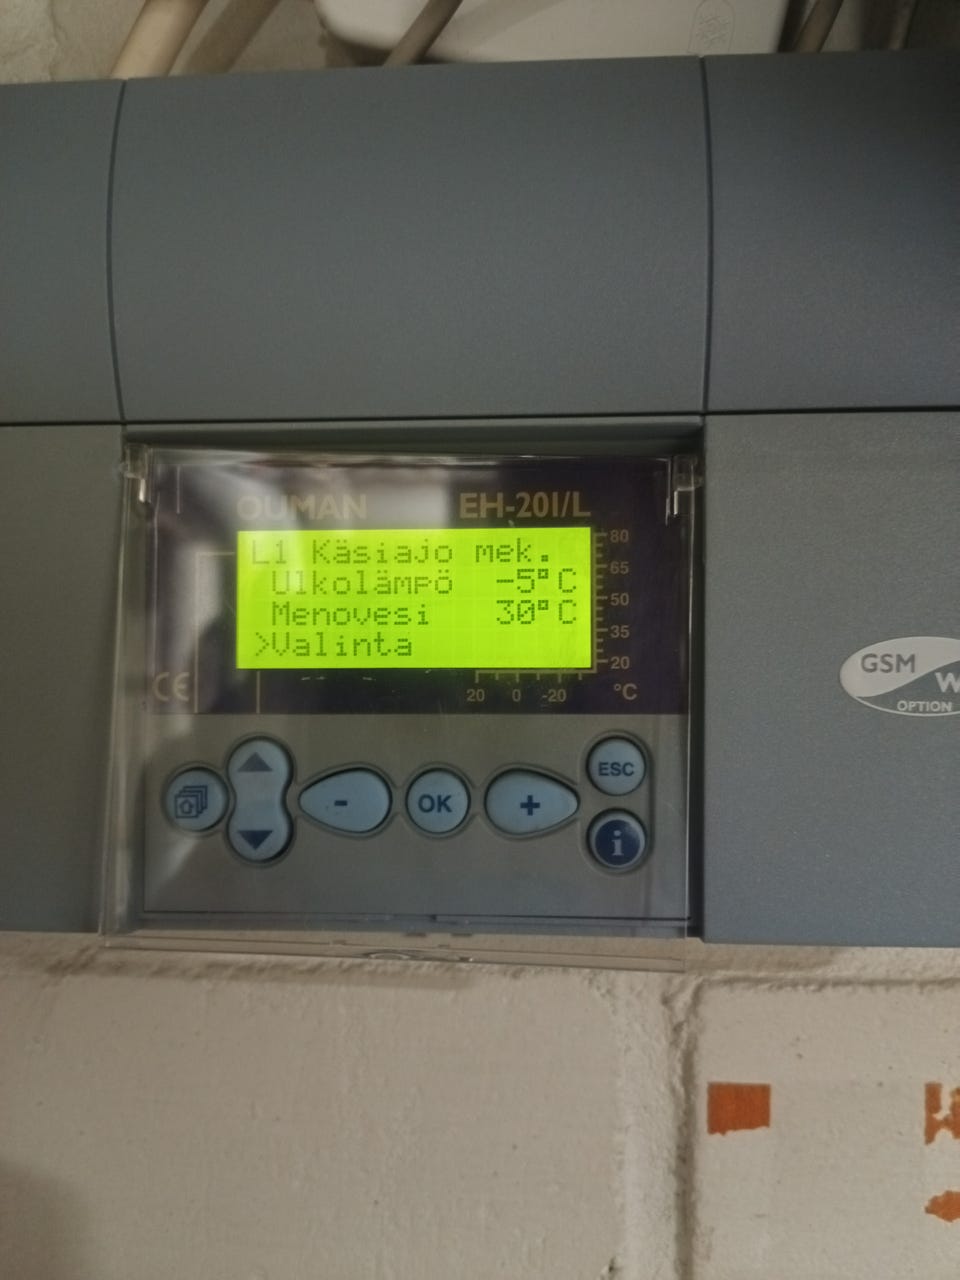 OUMAN EH-201/L
L1 Käsiajo mek.
Ulkolämpö -5°C
Menovesi 30°C
>Valinta
80
65
50
35
20
20 0 -20 °C
CE
GSM
OPTION
ESC
- OK +
i